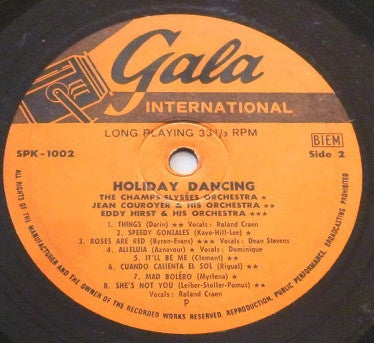 Gala
INTERNATIONAL
LONG PLAYING 33 1/3 RPM
SPK-1002
BIEM
Side 2
HOLIDAY DANCING
THE CHAMPS-ELYSEES ORCHESTRA ★
JEAN COUROYER & HIS ORCHESTRA ★★
EDDY HIRST & HIS ORCHESTRA ★★★
1. THINGS (Darin) ★★ Vocals: Roland Craen
2. SPEEDY GONZALES (Kaye-Hill-Lee) ★
3. ROSES ARE RED (Byron-Evans) ★★★ Vocals: Dean Stevens
4. ALLELUIA (Aznavour) ★ Vocals: Dominique
5. IT'LL BE ME (Clement) ★★
6. CUANDO CALIENTA EL SOL (Rigual) ★
7. MAD BOLÉRO (Myrlena) ★
8. SHE'S NOT YOU (Leiber-Stoller-Pomus) ★★
Vocals: Roland Craen
P
ALL RIGHTS OF THE MANUFACTURER AND THE OWNER OF THE RECORDED WORKS RESERVED. REPRODUCTION, PUBLIC PERFORMANCE, BROADCASTING PROHIBITED